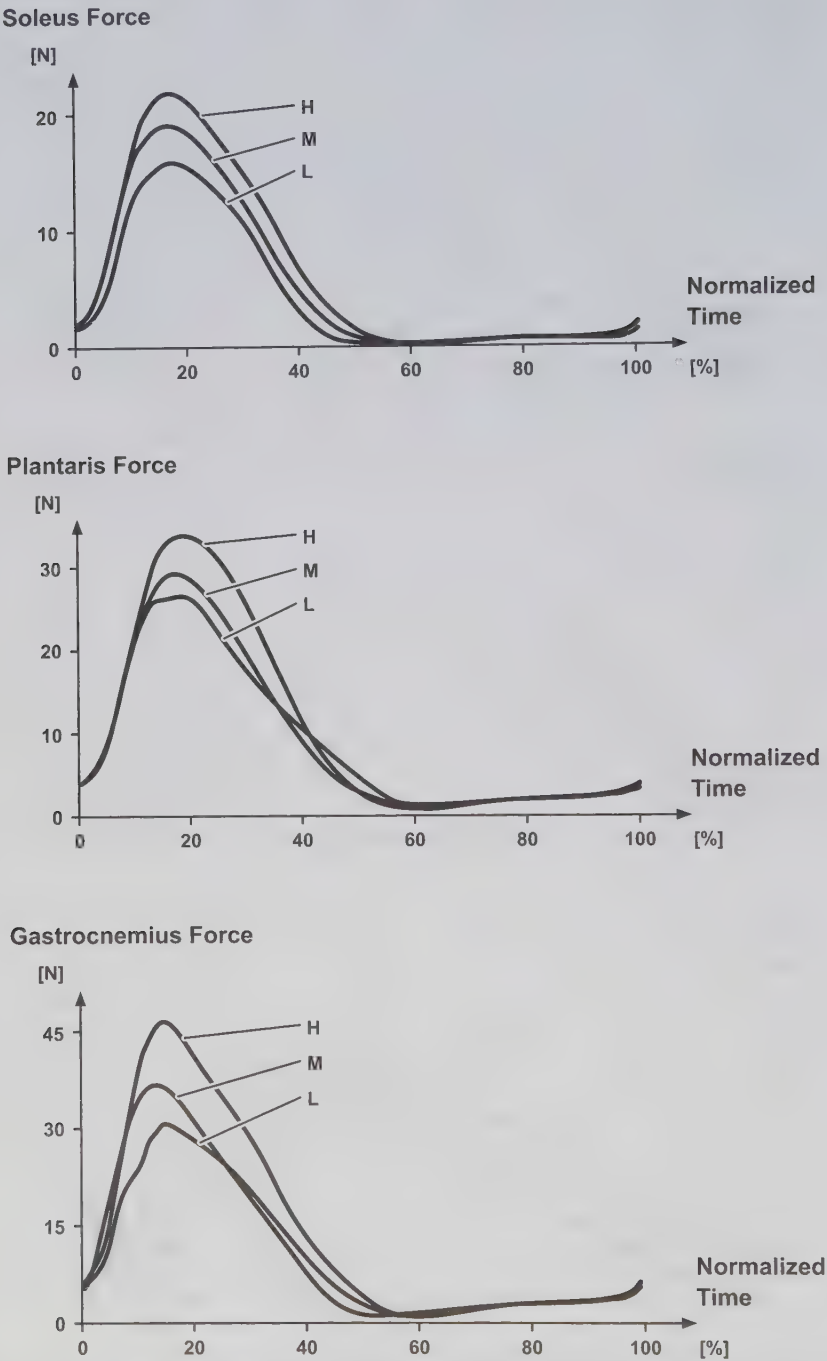 Soleus Force
[N]
20
10
0
H
M
L
Normalized
Time
0 20 40 60 80 100 [%]
Plantaris Force
[N]
30
20
10
0
H
M
L
Normalized
Time
0 20 40 60 80 100 [%]
Gastrocnemius Force
[N]
45
30
15
0
H
M
L
Normalized
Time
0 20 40 60 80 100 [%]